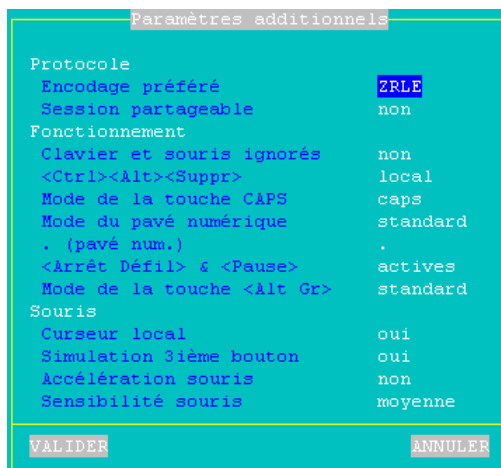 Paramètres additionnels
Protocole
Encodage préféré ZRLE
Session partageable non
Fonctionnement
Clavier et souris ignorés non
<Ctrl><Alt><Suppr> local
Mode de la touche CAPS caps
Mode du pavé numérique standard
. (pavé num.) .
<Arrêt Défil> & <Pause> actives
Mode de la touche <Alt Gr> standard
Souris
Curseur local oui
Simulation 3ième bouton oui
Accélération souris non
Sensibilité souris moyenne
VALIDER ANNULER